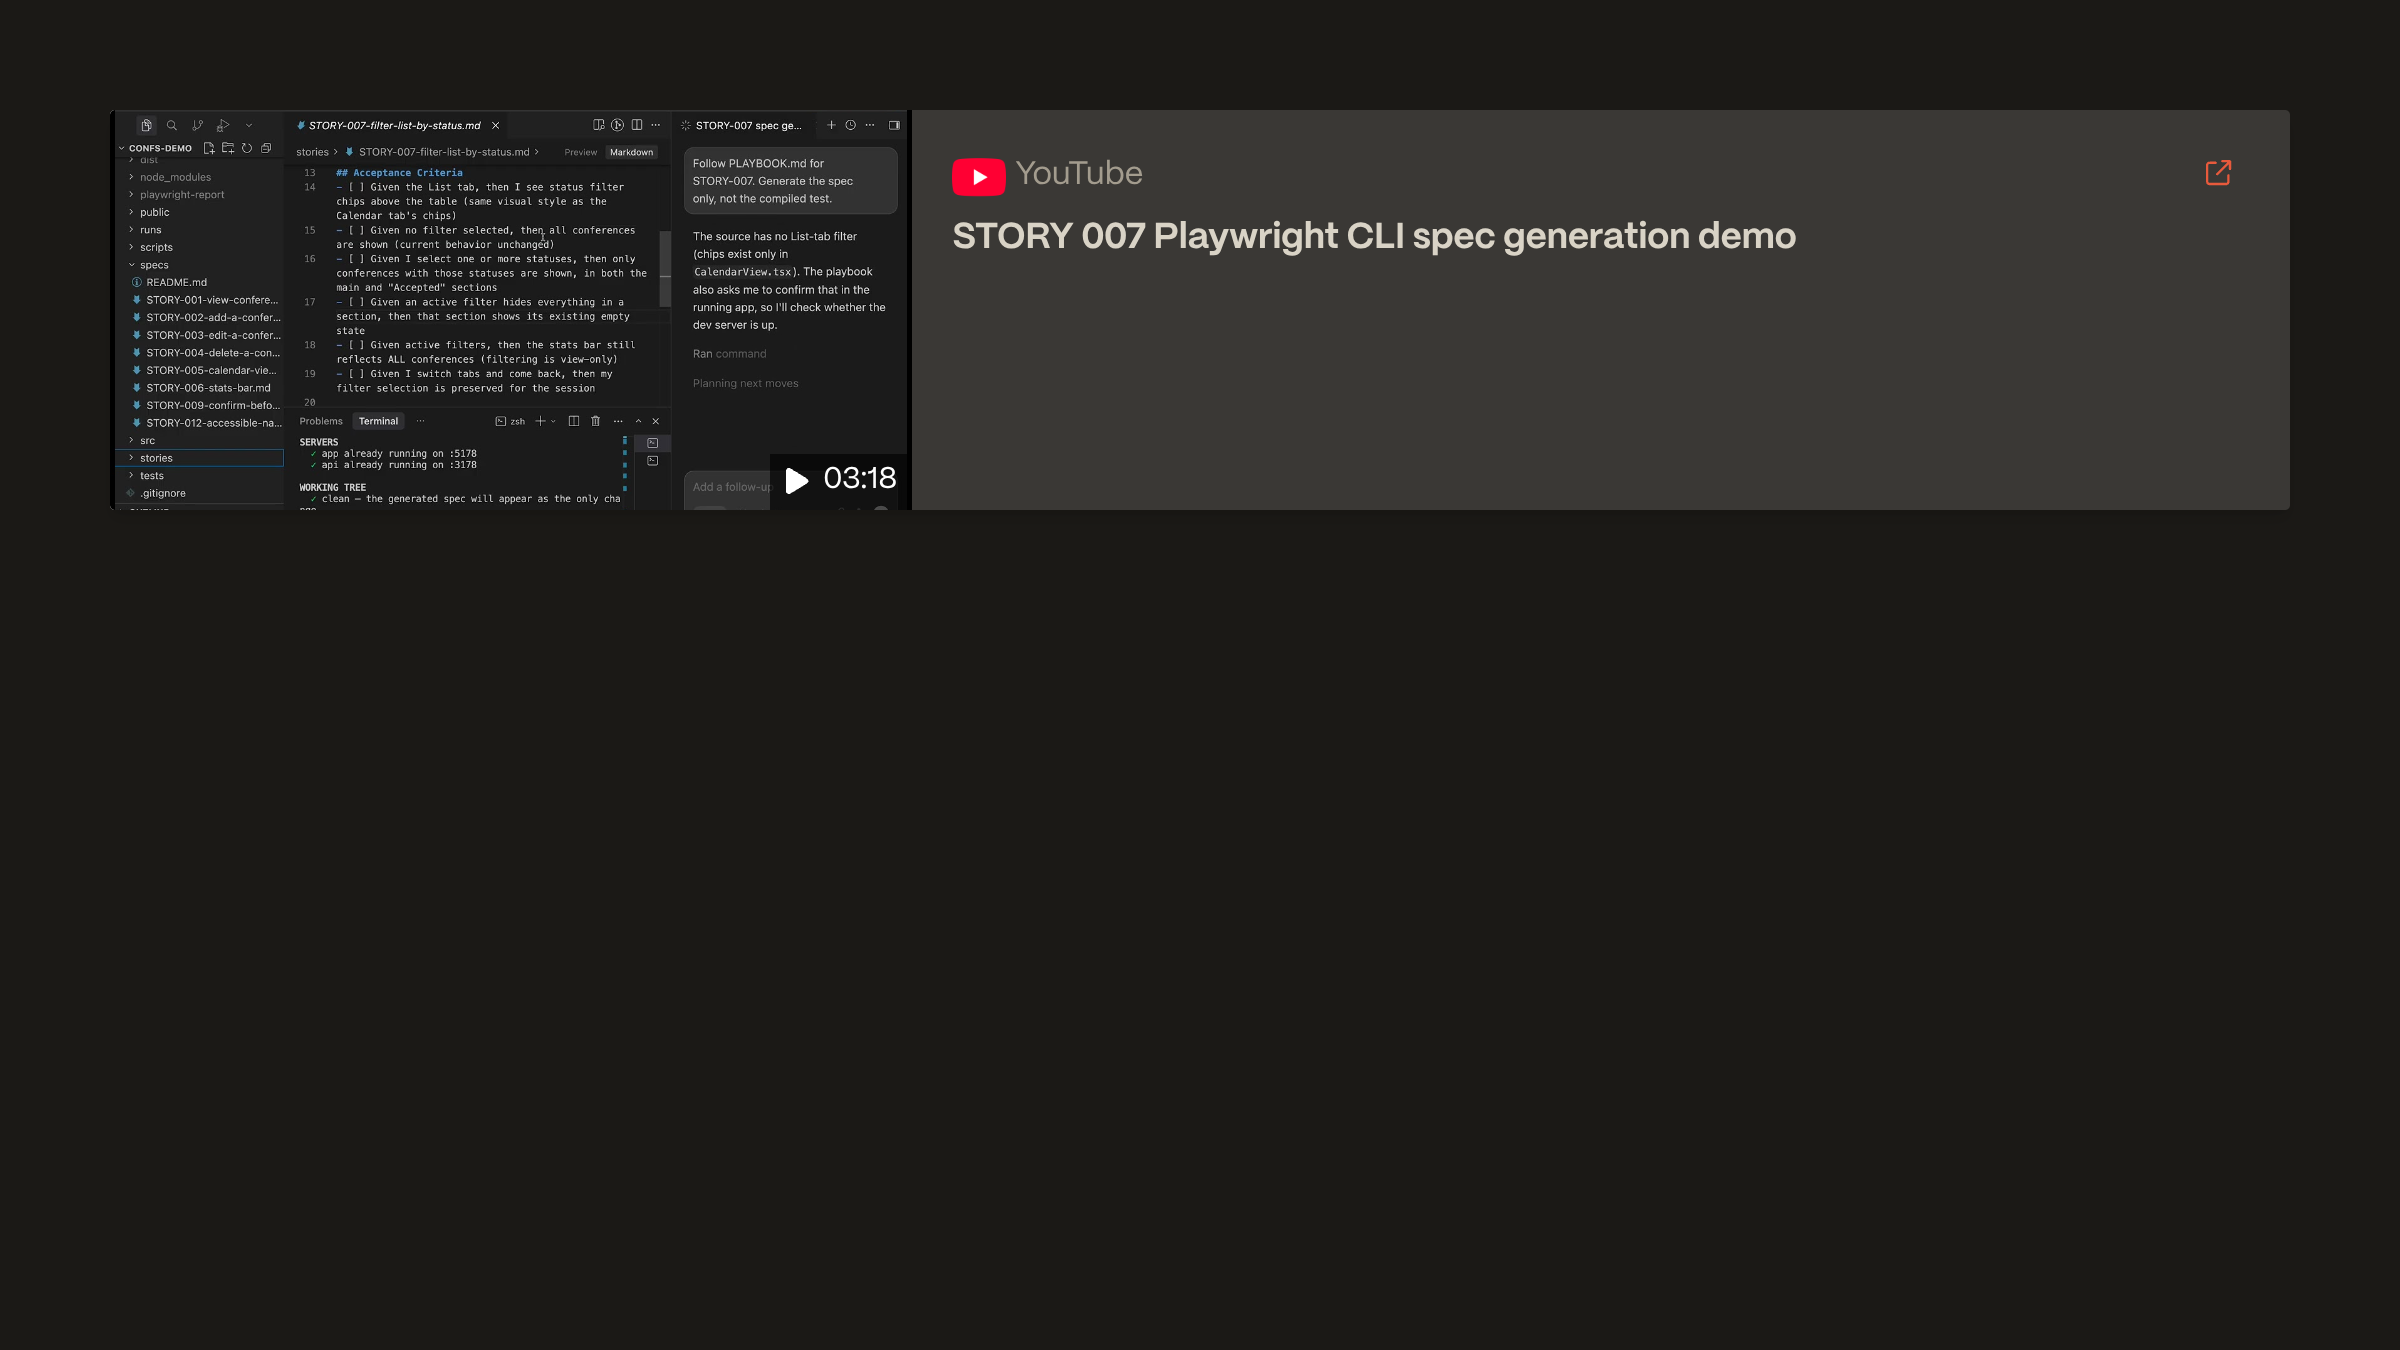 CONFS-DEMO
dist
node_modules
playwright-report
public
runs
scripts
specs
README.md
STORY-001-view-confere...
STORY-002-add-a-confer...
STORY-003-edit-a-confer...
STORY-004-delete-a-con...
STORY-005-calendar-vie...
STORY-006-stats-bar.md
STORY-009-confirm-befo...
STORY-012-accessible-na...
src
stories
tests
.gitignore
STORY-007-filter-list-by-status.md
stories > STORY-007-filter-list-by-status.md >
Preview Markdown
13 ## Acceptance Criteria
14 - [ ] Given the List tab, then I see status filter
chips above the table (same visual style as the
Calendar tab's chips)
15 - [ ] Given no filter selected, then all conferences
are shown (current behavior unchanged)
16 - [ ] Given I select one or more statuses, then only
conferences with those statuses are shown, in both the
main and "Accepted" sections
17 - [ ] Given an active filter hides everything in a
section, then that section shows its existing empty
state
18 - [ ] Given active filters, then the stats bar still
reflects ALL conferences (filtering is view-only)
19 - [ ] Given I switch tabs and come back, then my
filter selection is preserved for the session
20
Problems Terminal ... zsh
SERVERS
✓ app already running on :5178
✓ api already running on :3178
WORKING TREE
✓ clean — the generated spec will appear as the only cha
STORY-007 spec ge...
Follow PLAYBOOK.md for
STORY-007. Generate the spec
only, not the compiled test.
The source has no List-tab filter
(chips exist only in
CalendarView.tsx). The playbook
also asks me to confirm that in the
running app, so I'll check whether the
dev server is up.
Ran command
Planning next moves
Add a follow-up
03:18
YouTube
STORY 007 Playwright CLI spec generation demo